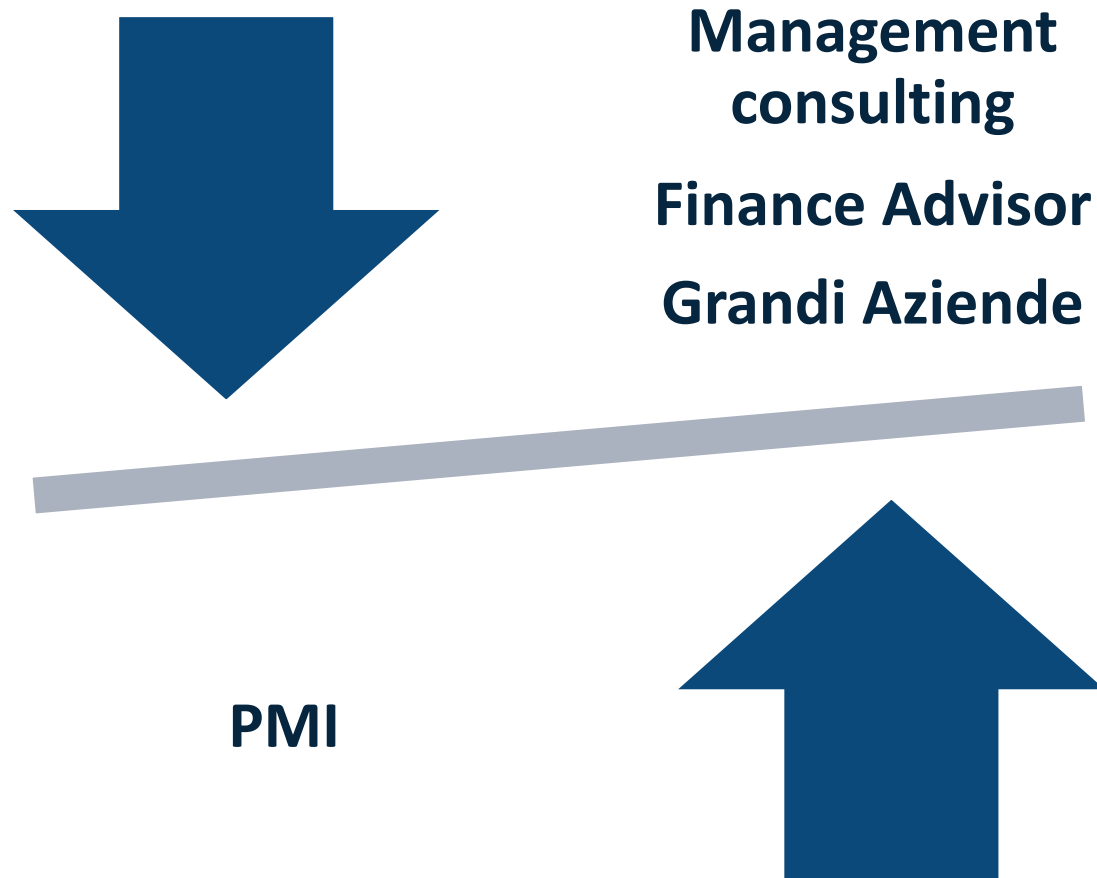 Management
consulting
Finance Advisor
Grandi Aziende
PMI